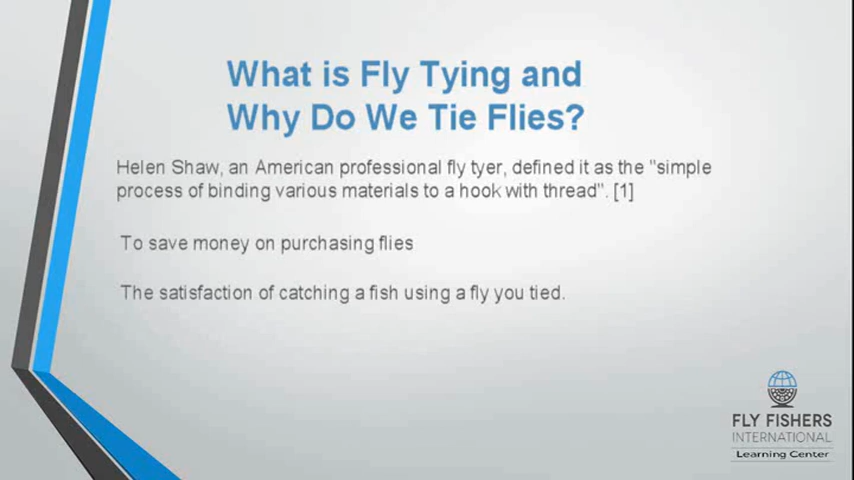 What is Fly Tying and
Why Do We Tie Flies?
Helen Shaw, an American professional fly tyer, defined it as the "simple
process of binding various materials to a hook with thread". [1]
To save money on purchasing flies
The satisfaction of catching a fish using a fly you tied.
FLY FISHERS
INTERNATIONAL
Learning Center